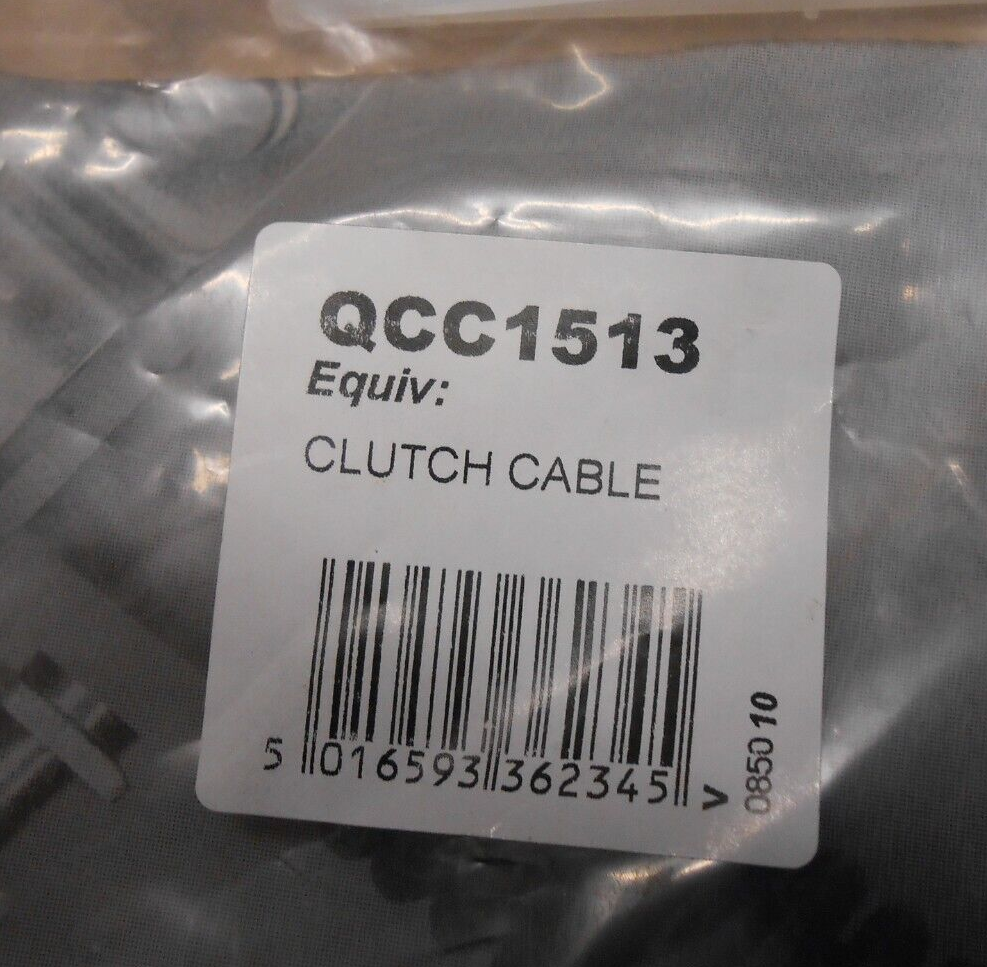 QCC1513
Equiv:
CLUTCH CABLE
5 016593 362345 >
085010